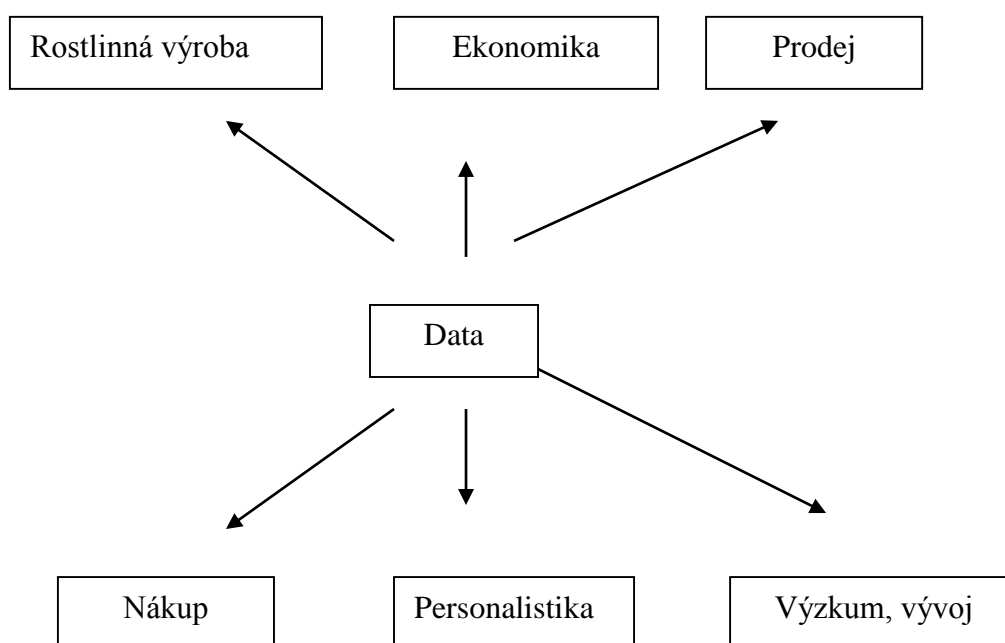 Rostlinná výroba
Ekonomika
Prodej
Data
Nákup
Personalistika
Výzkum, vývoj